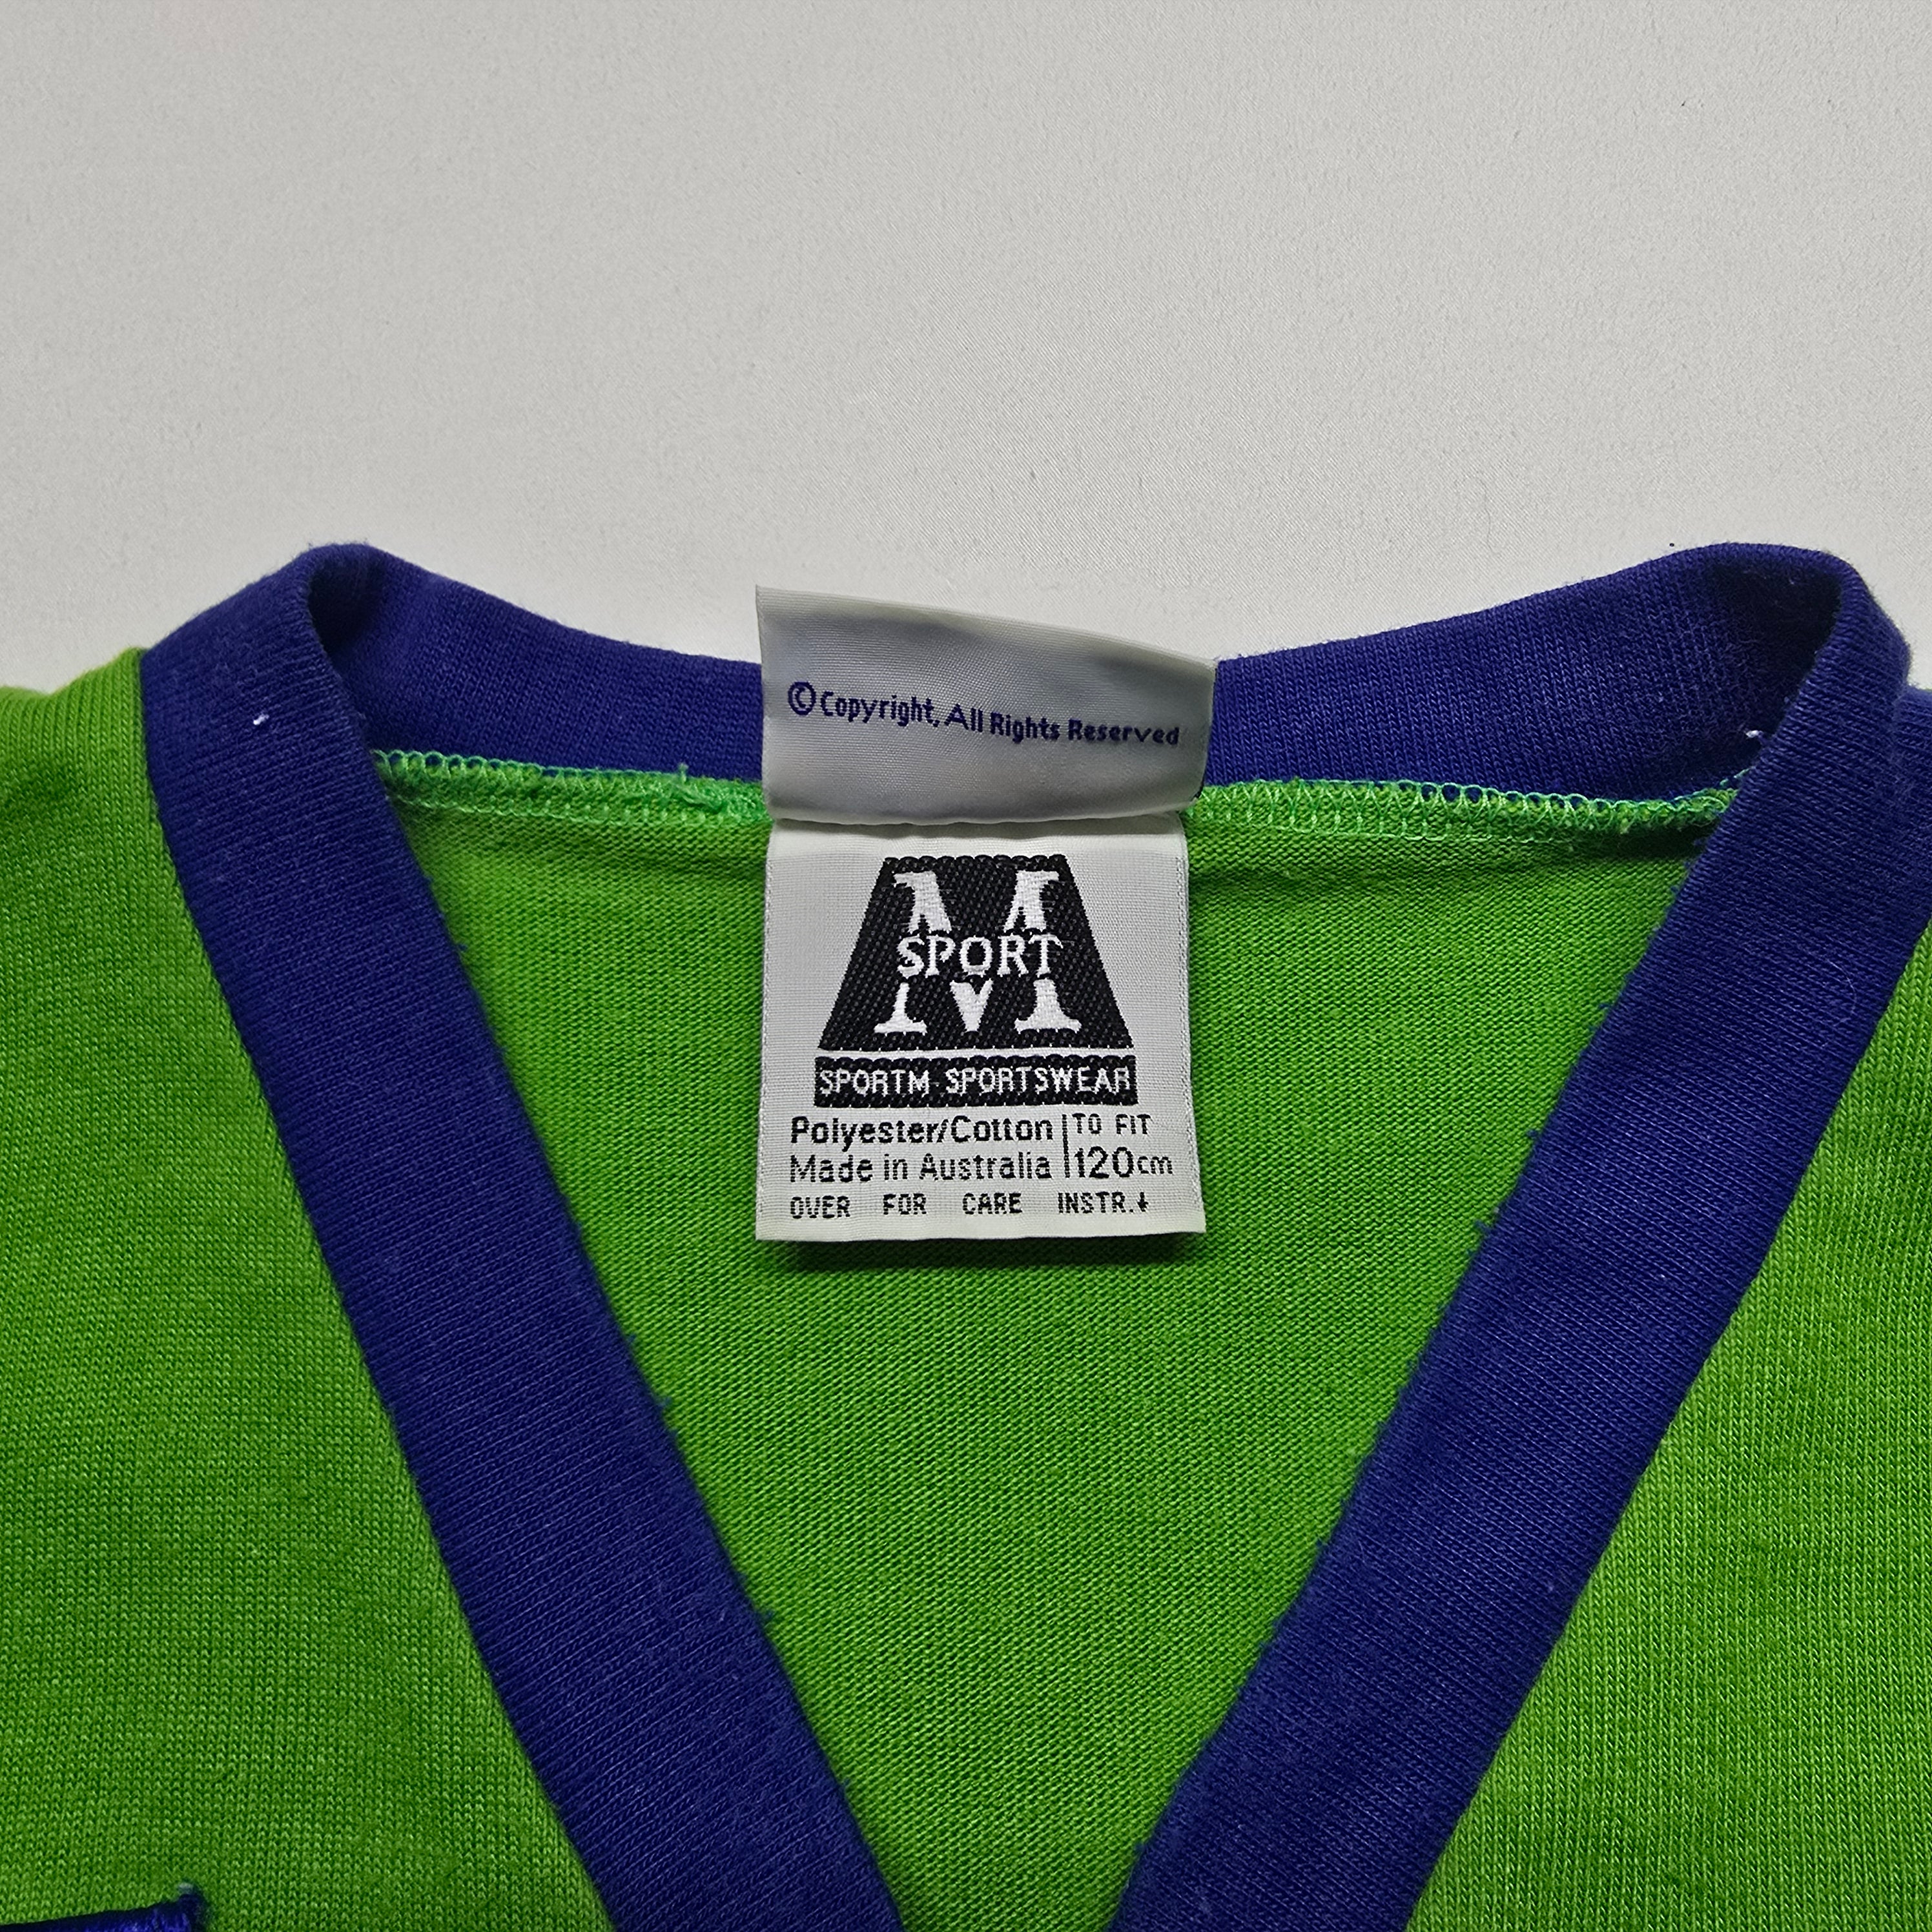 © Copyright, All Rights Reserved
M
SPORT
SPORTM SPORTSWEAR
Polyester/Cotton
Made in Australia
TO FIT
120cm
OVER FOR CARE INSTR.↓